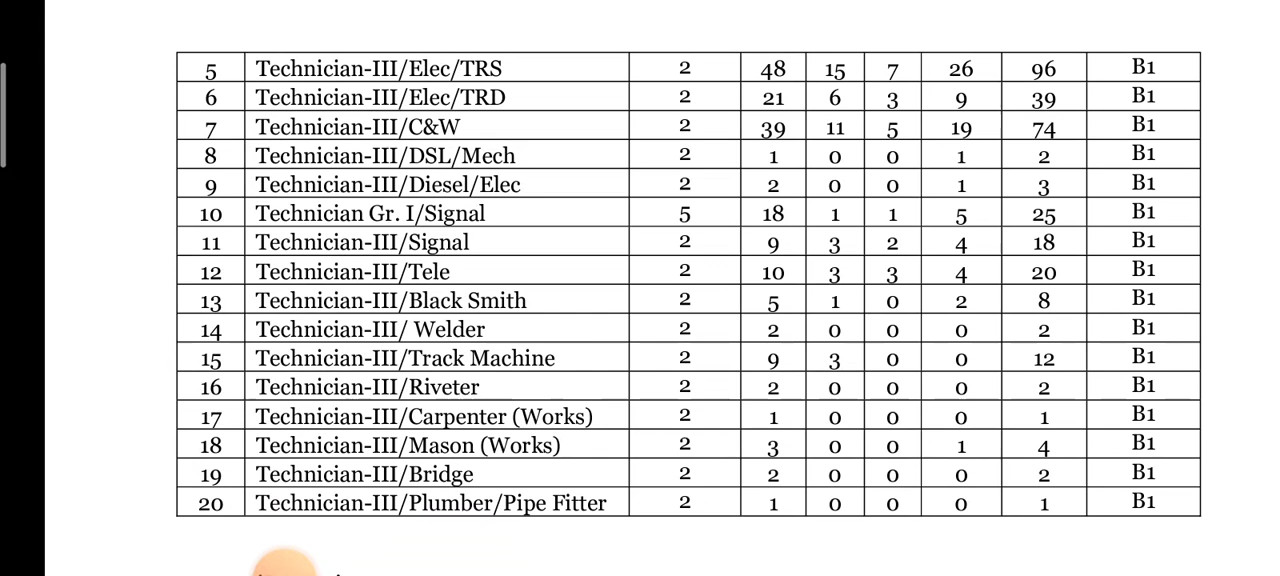 5 Technician-III/Elec/TRS 2 48 15 7 26 96 B1
6 Technician-III/Elec/TRD 2 21 6 3 9 39 B1
7 Technician-III/C&W 2 39 11 5 19 74 B1
8 Technician-III/DSL/Mech 2 1 0 0 1 2 B1
9 Technician-III/Diesel/Elec 2 2 0 0 1 3 B1
10 Technician Gr. I/Signal 5 18 1 1 5 25 B1
11 Technician-III/Signal 2 9 3 2 4 18 B1
12 Technician-III/Tele 2 10 3 3 4 20 B1
13 Technician-III/Black Smith 2 5 1 0 2 8 B1
14 Technician-III/ Welder 2 2 0 0 0 2 B1
15 Technician-III/Track Machine 2 9 3 0 0 12 B1
16 Technician-III/Riveter 2 2 0 0 0 2 B1
17 Technician-III/Carpenter (Works) 2 1 0 0 0 1 B1
18 Technician-III/Mason (Works) 2 3 0 0 1 4 B1
19 Technician-III/Bridge 2 2 0 0 0 2 B1
20 Technician-III/Plumber/Pipe Fitter 2 1 0 0 0 1 B1